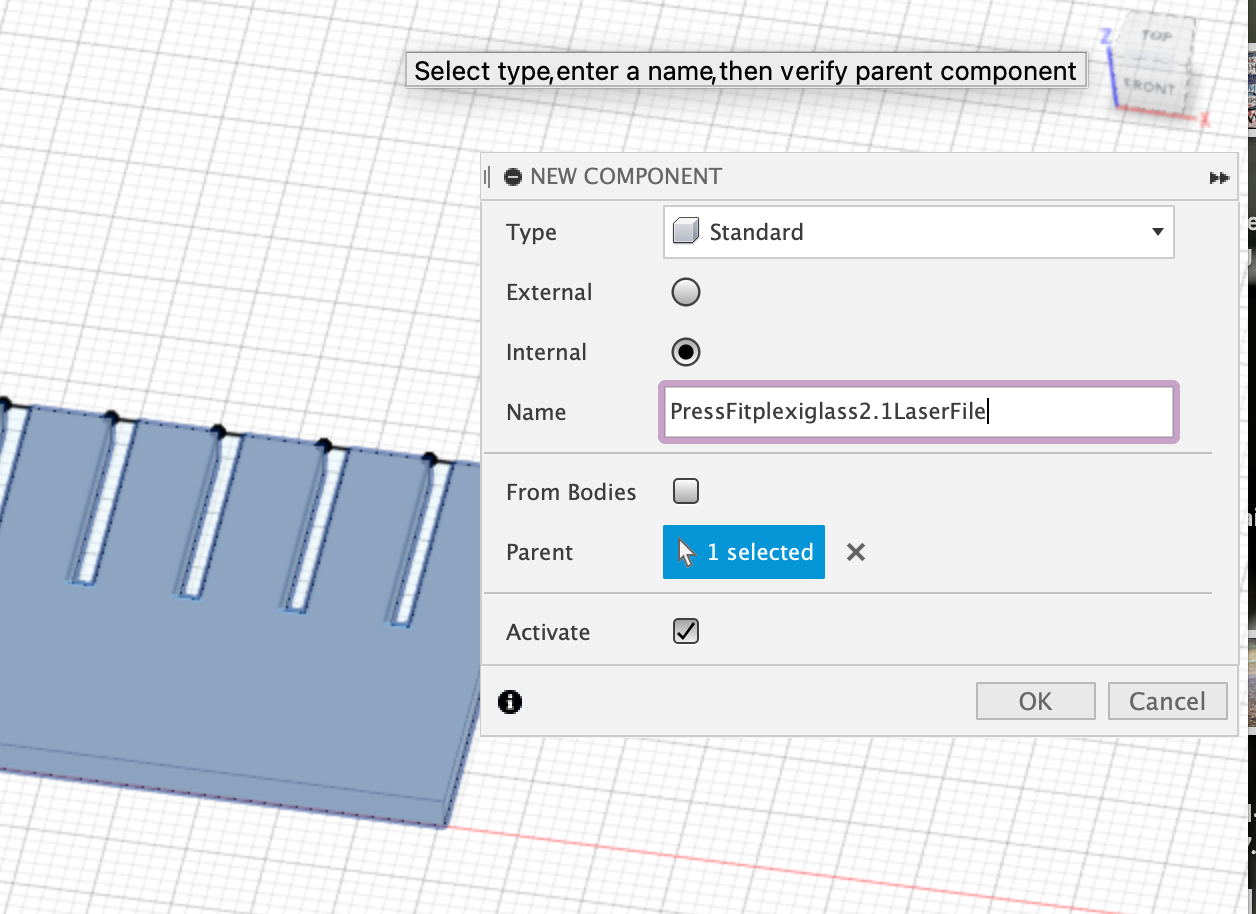 Select type,enter a name,then verify parent component
Z
TOP
FRONT
X
NEW COMPONENT
Type Standard
External
Internal
Name PressFitplexiglass2.1LaserFile
From Bodies
Parent 1 selected
Activate
OK Cancel